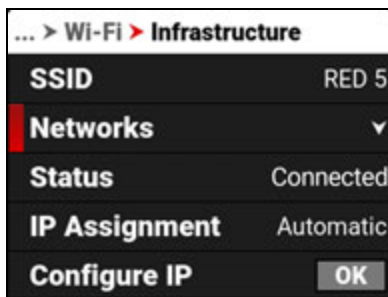 ... > Wi-Fi > Infrastructure
SSID RED 5
Networks
Status Connected
IP Assignment Automatic
Configure IP OK